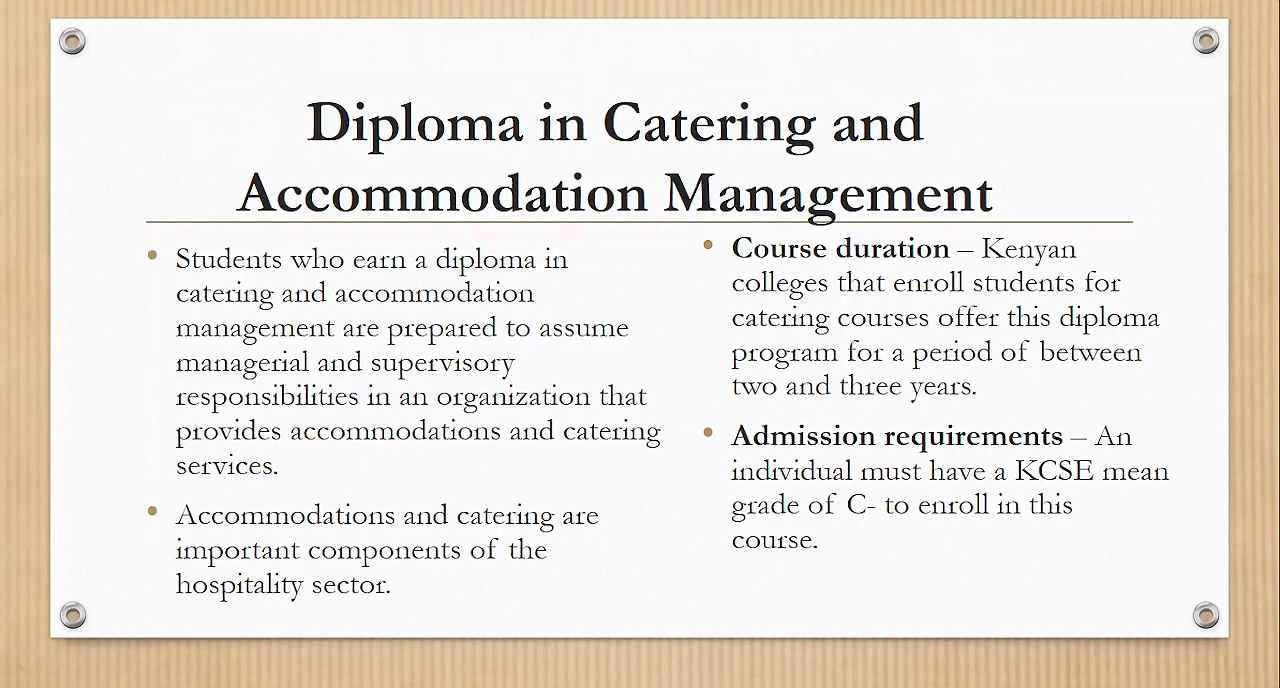 Diploma in Catering and
Accommodation Management
• Students who earn a diploma in
catering and accommodation
management are prepared to assume
managerial and supervisory
responsibilities in an organization that
provides accommodations and catering
services.
• Accommodations and catering are
important components of the
hospitality sector.
• Course duration – Kenyan
colleges that enroll students for
catering courses offer this diploma
program for a period of between
two and three years.
• Admission requirements – An
individual must have a KCSE mean
grade of C- to enroll in this
course.